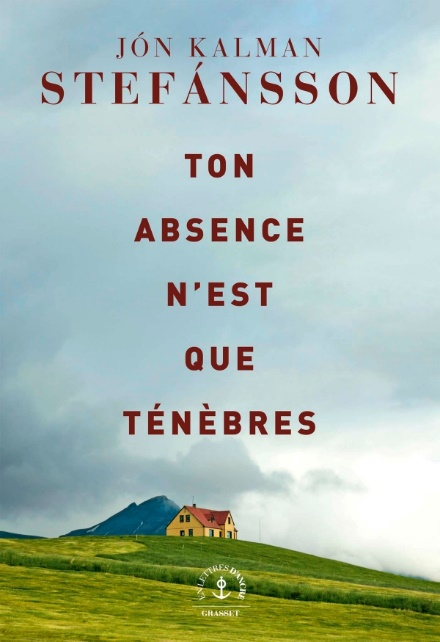 JÓN KALMAN
STEFÁNSSON
TON
ABSENCE
N'EST
QUE
TÉNÈBRES
GRASSET